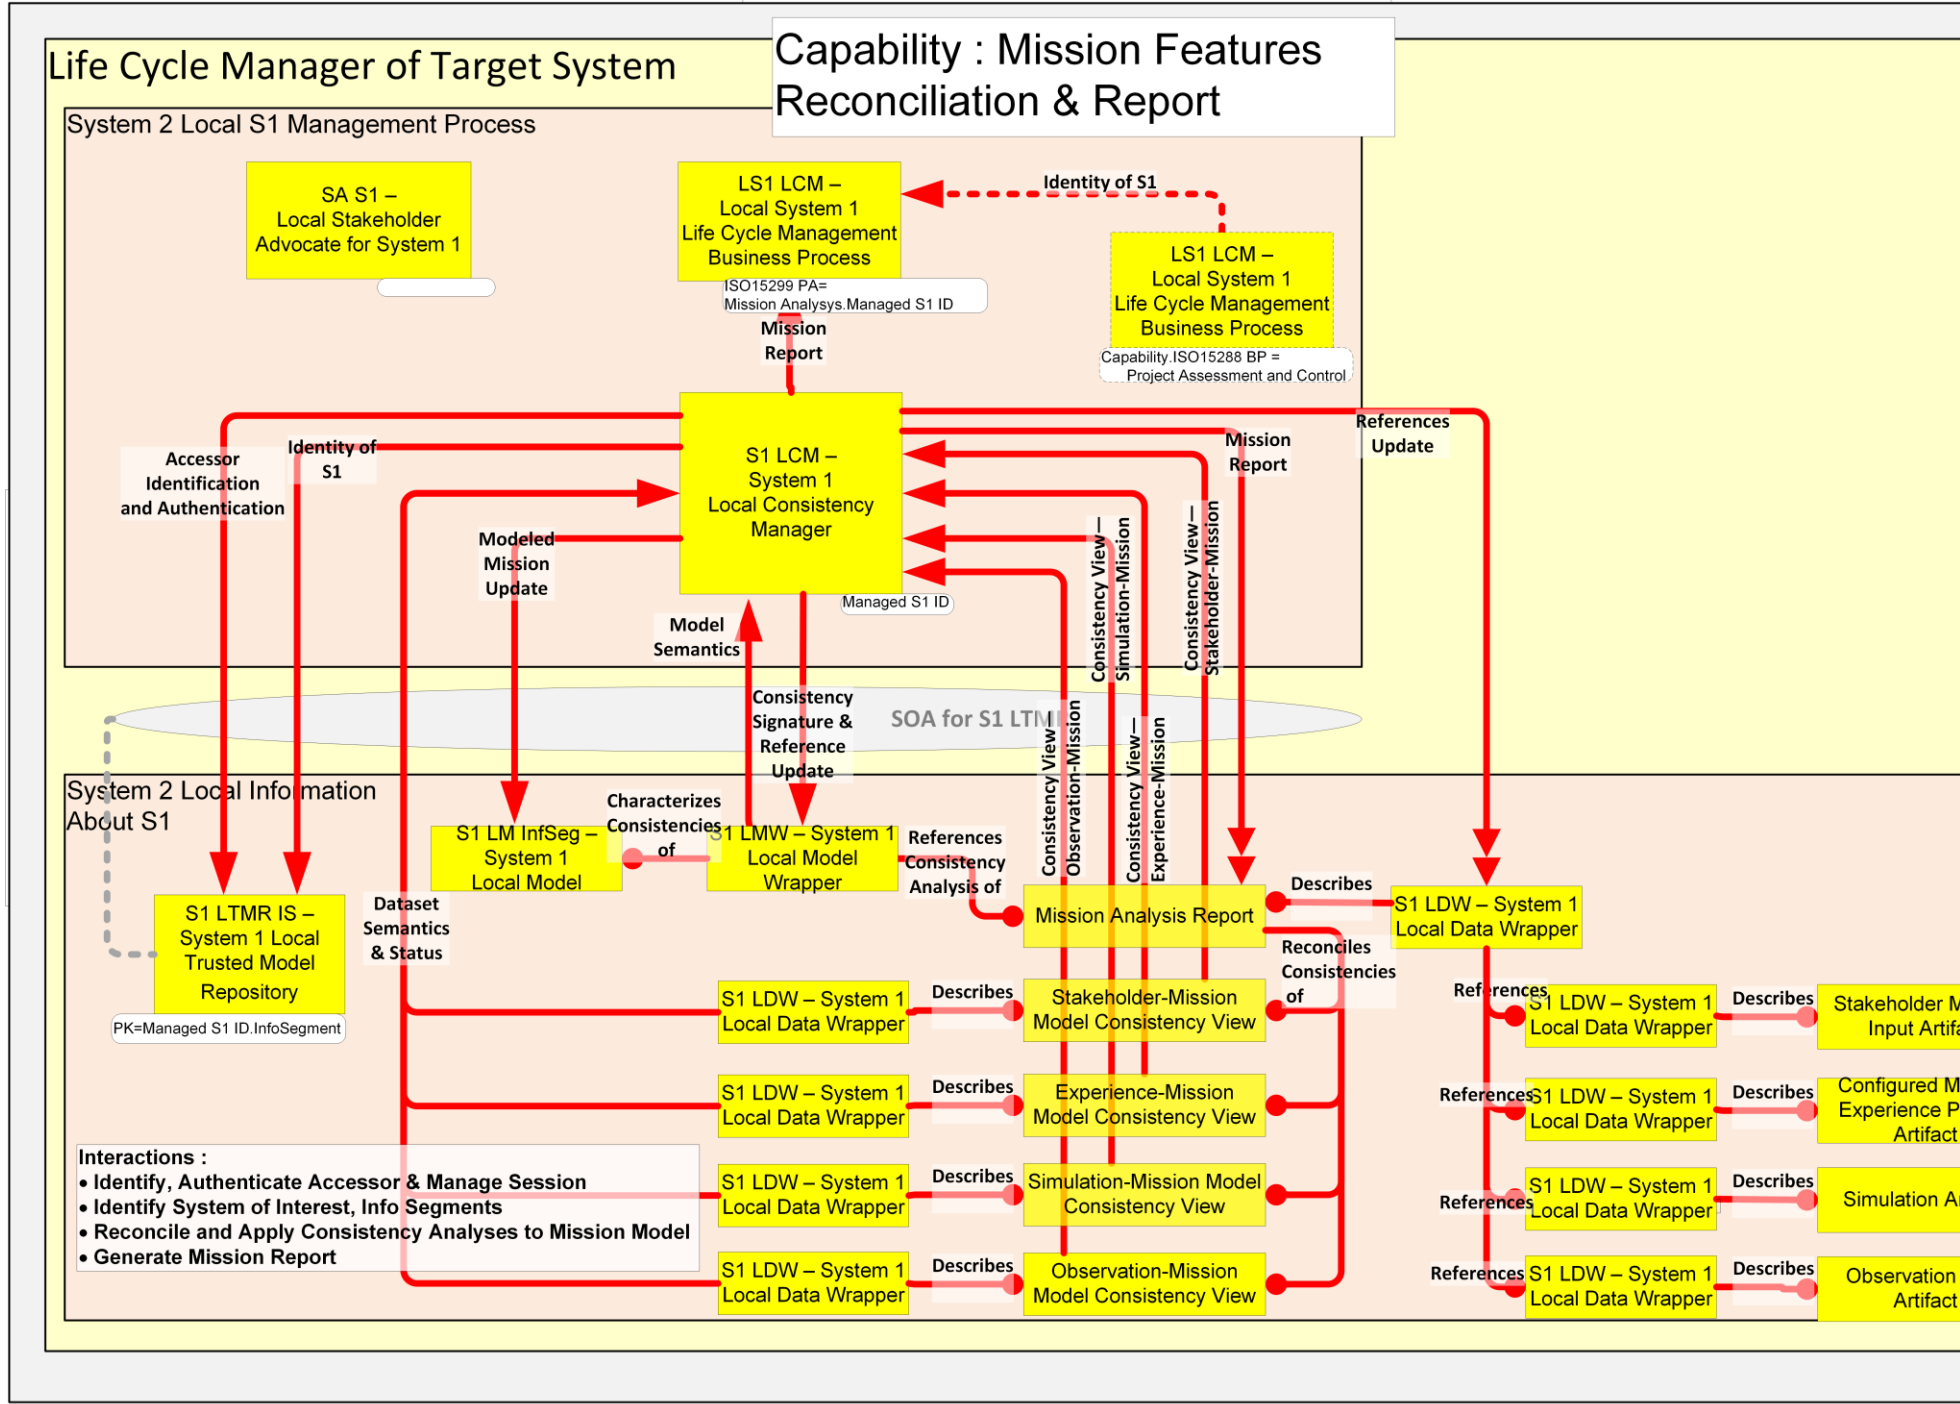 Capability : Mission Features
Reconciliation & Report
Life Cycle Manager of Target System
System 2 Local S1 Management Process
SA S1 –
Local Stakeholder
Advocate for System 1
LS1 LCM –
Local System 1
Life Cycle Management
Business Process
ISO15299 PA=
Mission Analysys.Managed S1 ID
Identity of S1
LS1 LCM –
Local System 1
Life Cycle Management
Business Process
Capability.ISO15288 BP =
Project Assessment and Control
Mission
Report
Accessor
Identification
and Authentication
Identity of
S1
S1 LCM –
System 1
Local Consistency
Manager
Managed S1 ID
Mission
Report
References
Update
Modeled
Mission
Update
Model
Semantics
Consistency View—
Simulation-Mission
Consistency View—
Stakeholder-Mission
Consistency
Signature &
Reference
Update
SOA for S1 LTM
Consistency View—
Observation-Mission
Consistency View—
Experience-Mission
System 2 Local Information
About S1
S1 LM InfSeg –
System 1
Local Model
Characterizes
Consistencies
of
S1 LMW – System 1
Local Model
Wrapper
References
Consistency
Analysis of
Mission Analysis Report
Describes
S1 LDW – System 1
Local Data Wrapper
S1 LTMR IS –
System 1 Local
Trusted Model
Repository
PK=Managed S1 ID.InfoSegment
Dataset
Semantics
& Status
Reconciles
Consistencies
of
S1 LDW – System 1
Local Data Wrapper
Describes
Stakeholder-Mission
Model Consistency View
References
S1 LDW – System 1
Local Data Wrapper
Describes
Stakeholder M
Input Artifa
S1 LDW – System 1
Local Data Wrapper
Describes
Experience-Mission
Model Consistency View
References
S1 LDW – System 1
Local Data Wrapper
Describes
Configured M
Experience P
Artifact
Interactions :
• Identify, Authenticate Accessor & Manage Session
• Identify System of Interest, Info Segments
• Reconcile and Apply Consistency Analyses to Mission Model
• Generate Mission Report
S1 LDW – System 1
Local Data Wrapper
Describes
Simulation-Mission Model
Consistency View
References
S1 LDW – System 1
Local Data Wrapper
Describes
Simulation A
S1 LDW – System 1
Local Data Wrapper
Describes
Observation-Mission
Model Consistency View
References
S1 LDW – System 1
Local Data Wrapper
Describes
Observation
Artifact